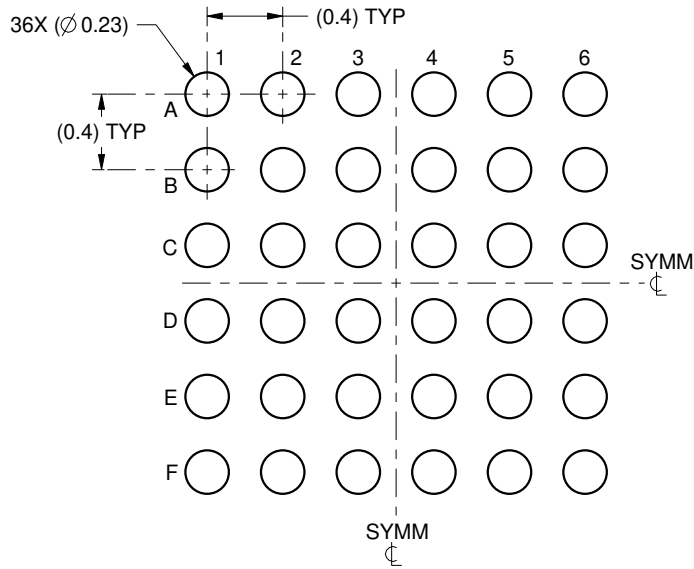 36X (∅ 0.23)
(0.4) TYP
1 2 3 4 5 6
A
(0.4) TYP
B
C
SYMM
℄
D
E
F
SYMM
℄